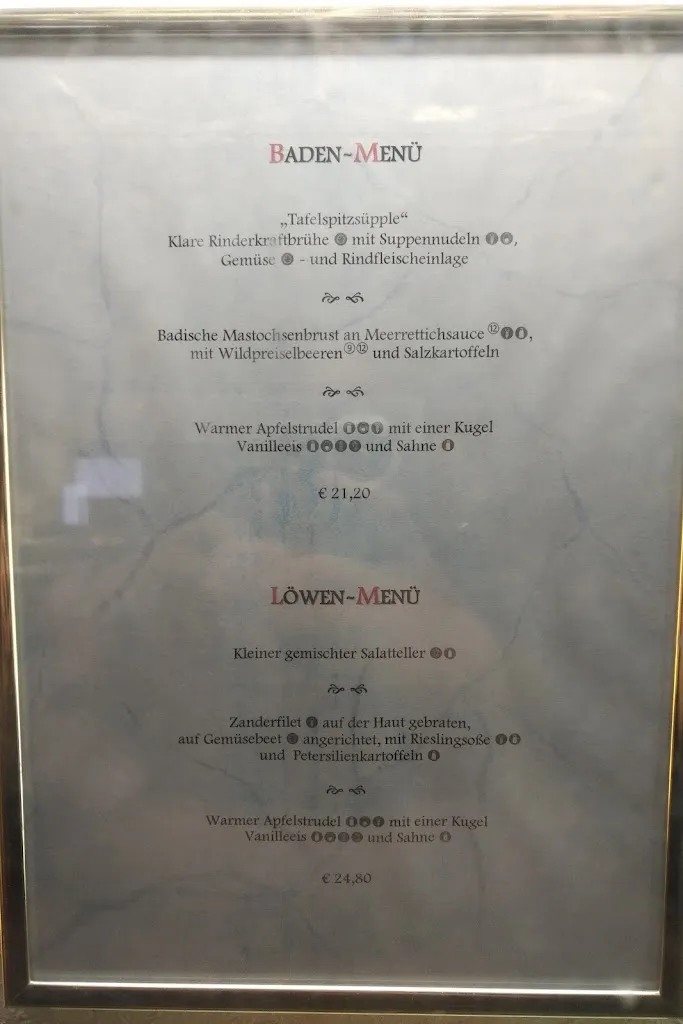 BADEN~MENÜ
„Tafelspitzsüpple“
Klare Rinderkraftbrühe mit Suppennudeln ,
Gemüse - und Rindfleischeinlage
Badische Mastochsenbrust an Meerrettichsauce ⑫ ,
mit Wildpreiselbeeren ⑨⑫ und Salzkartoffeln
Warmer Apfelstrudel mit einer Kugel
Vanilleeis und Sahne
€ 21,20
LÖWEN~MENÜ
Kleiner gemischter Salatteller
Zanderfilet auf der Haut gebraten,
auf Gemüsebeet angerichtet, mit Rieslingsoße
und Petersilienkartoffeln
Warmer Apfelstrudel mit einer Kugel
Vanilleeis und Sahne
€ 24,80